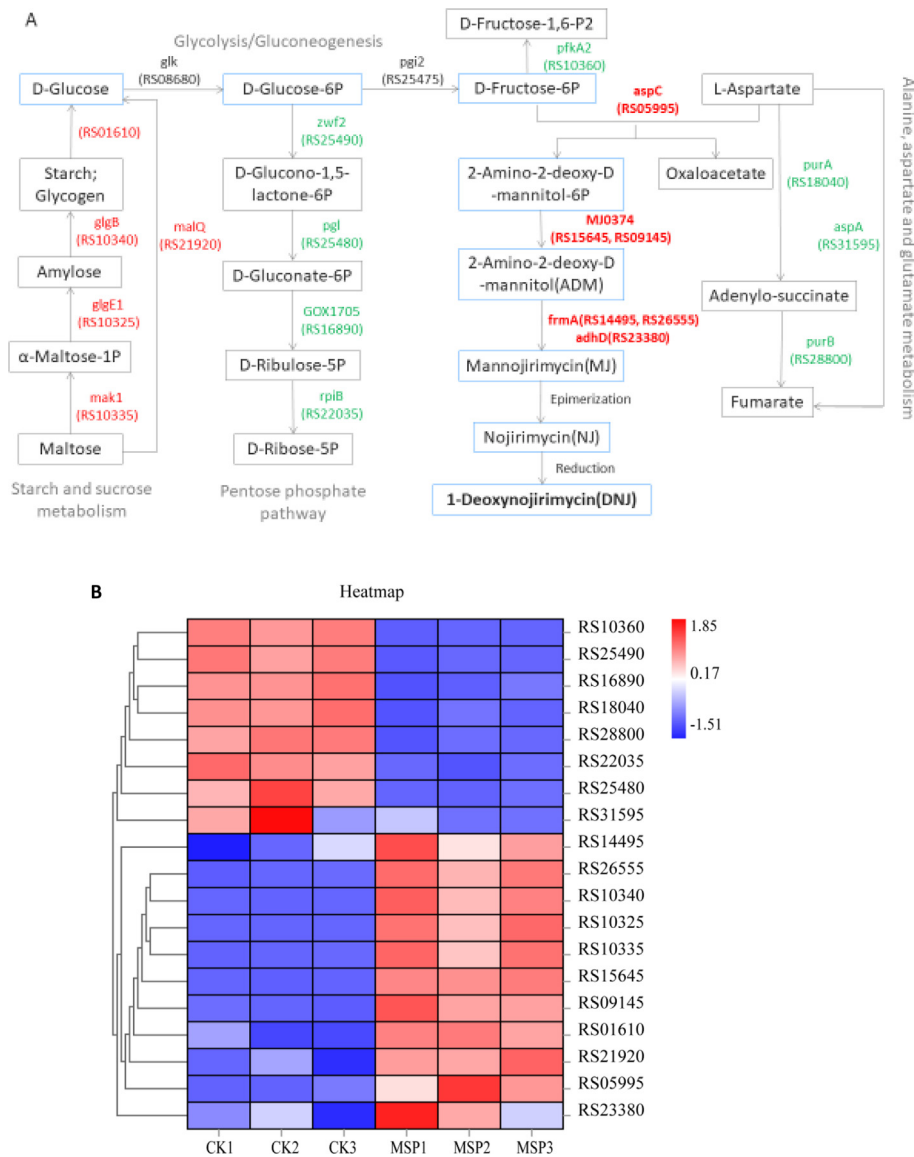 A
Glycolysis/Gluconeogenesis
D-Glucose
glk
(RS08680)
D-Glucose-6P
pgi2
(RS25475)
D-Fructose-1,6-P2
pfkA2
(RS10360)
D-Fructose-6P
aspC
(RS05995)
L-Aspartate
(RS01610)
Starch;
Glycogen
glgB
(RS10340)
malQ
(RS21920)
Amylose
glgE1
(RS10325)
α-Maltose-1P
mak1
(RS10335)
Maltose
Starch and sucrose
metabolism
zwf2
(RS25490)
D-Glucono-1,5-
lactone-6P
pgl
(RS25480)
D-Gluconate-6P
GOX1705
(RS16890)
D-Ribulose-5P
rpiB
(RS22035)
D-Ribose-5P
Pentose phosphate
pathway
2-Amino-2-deoxy-D
-mannitol-6P
Oxaloacetate
MJ0374
(RS15645, RS09145)
2-Amino-2-deoxy-D
-mannitol(ADM)
frmA(RS14495, RS26555)
adhD(RS23380)
Mannojirimycin(MJ)
Epimerization
Nojirimycin(NJ)
Reduction
1-Deoxynojirimycin(DNJ)
purA
(RS18040)
aspA
(RS31595)
Adenylo-succinate
purB
(RS28800)
Fumarate
Alanine, aspartate and glutamate metabolism
B
Heatmap
RS10360
RS25490
RS16890
RS18040
RS28800
RS22035
RS25480
RS31595
RS14495
RS26555
RS10340
RS10325
RS10335
RS15645
RS09145
RS01610
RS21920
RS05995
RS23380
1.85
0.17
-1.51
CK1 CK2 CK3 MSP1 MSP2 MSP3